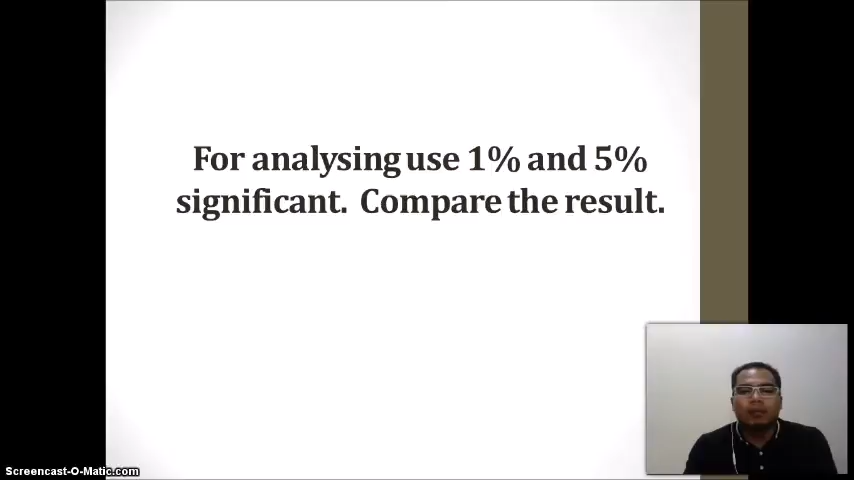 For analysing use 1% and 5%
significant. Compare the result.
Screencast-O-Matic.com